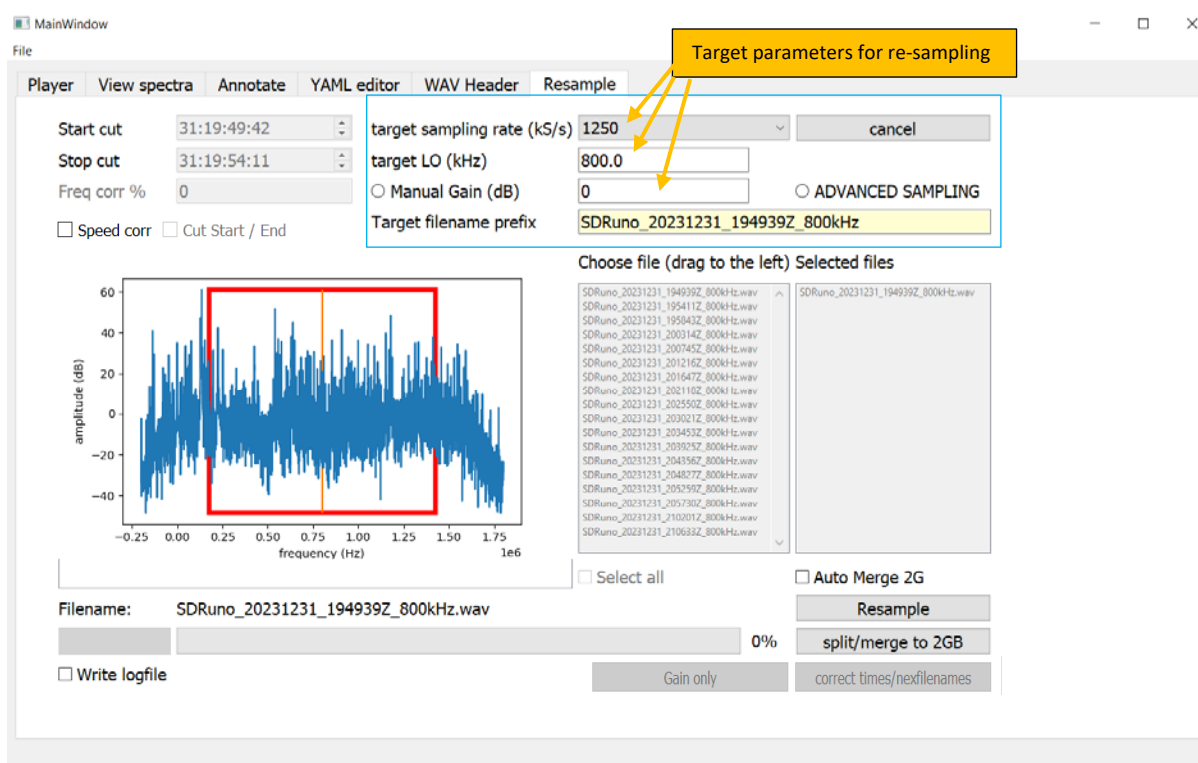 MainWindow
File
Target parameters for re-sampling
Player View spectra Annotate YAML editor WAV Header Resample
Start cut 31:19:49:42 target sampling rate (kS/s) 1250 cancel
Stop cut 31:19:54:11 target LO (kHz) 800.0
Freq corr % 0 Manual Gain (dB) 0 ADVANCED SAMPLING
Speed corr Cut Start / End Target filename prefix SDRuno_20231231_194939Z_800kHz
Choose file (drag to the left) Selected files
SDRuno_20231231_194939Z_800kHz.wav SDRuno_20231231_194939Z_800kHz.wav
SDRuno_20231231_195411Z_800kHz.wav
SDRuno_20231231_195843Z_800kHz.wav
SDRuno_20231231_200314Z_800kHz.wav
SDRuno_20231231_200745Z_800kHz.wav
SDRuno_20231231_201216Z_800kHz.wav
SDRuno_20231231_201647Z_800kHz.wav
SDRuno_20231231_202118Z_800kHz.wav
SDRuno_20231231_202550Z_800kHz.wav
SDRuno_20231231_203021Z_800kHz.wav
SDRuno_20231231_203453Z_800kHz.wav
SDRuno_20231231_203925Z_800kHz.wav
SDRuno_20231231_204356Z_800kHz.wav
SDRuno_20231231_204827Z_800kHz.wav
SDRuno_20231231_205259Z_800kHz.wav
SDRuno_20231231_205730Z_800kHz.wav
SDRuno_20231231_210201Z_800kHz.wav
SDRuno_20231231_210633Z_800kHz.wav
60
40
20
0
−20
−40
amplitude (dB)
−0.25 0.00 0.25 0.50 0.75 1.00 1.25 1.50 1.75
frequency (Hz) 1e6
Select all Auto Merge 2G
Filename: SDRuno_20231231_194939Z_800kHz.wav Resample
0% split/merge to 2GB
Write logfile Gain only correct times/nexfilenames